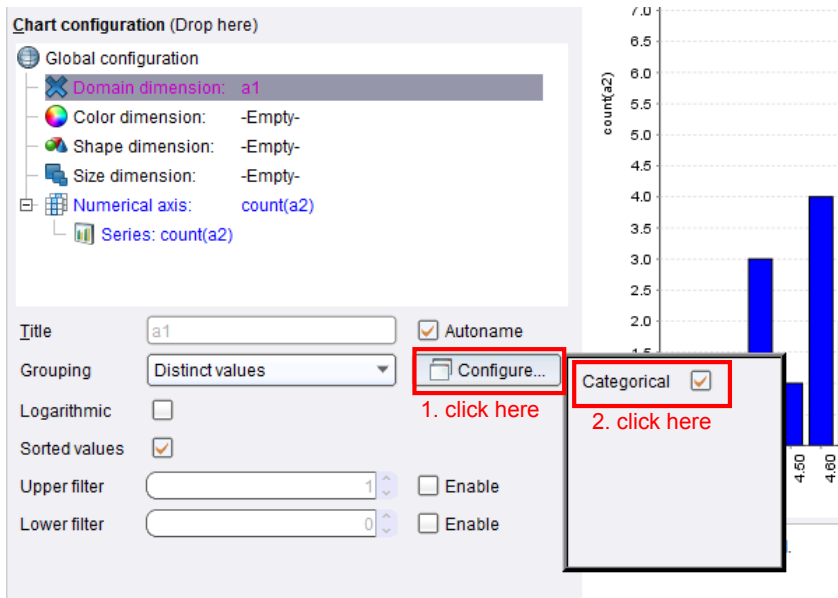 Chart configuration (Drop here)
Global configuration
Domain dimension: a1
Color dimension: -Empty-
Shape dimension: -Empty-
Size dimension: -Empty-
Numerical axis: count(a2)
Series: count(a2)
Title a1 Autoname
Grouping Distinct values Configure...
1. click here
Logarithmic
Sorted values
Upper filter 1 Enable
Lower filter 0 Enable
Categorical
2. click here
count(a2)
7.0
6.5
6.0
5.5
5.0
4.5
4.0
3.5
3.0
2.5
2.0
1.5
4.50
4.60